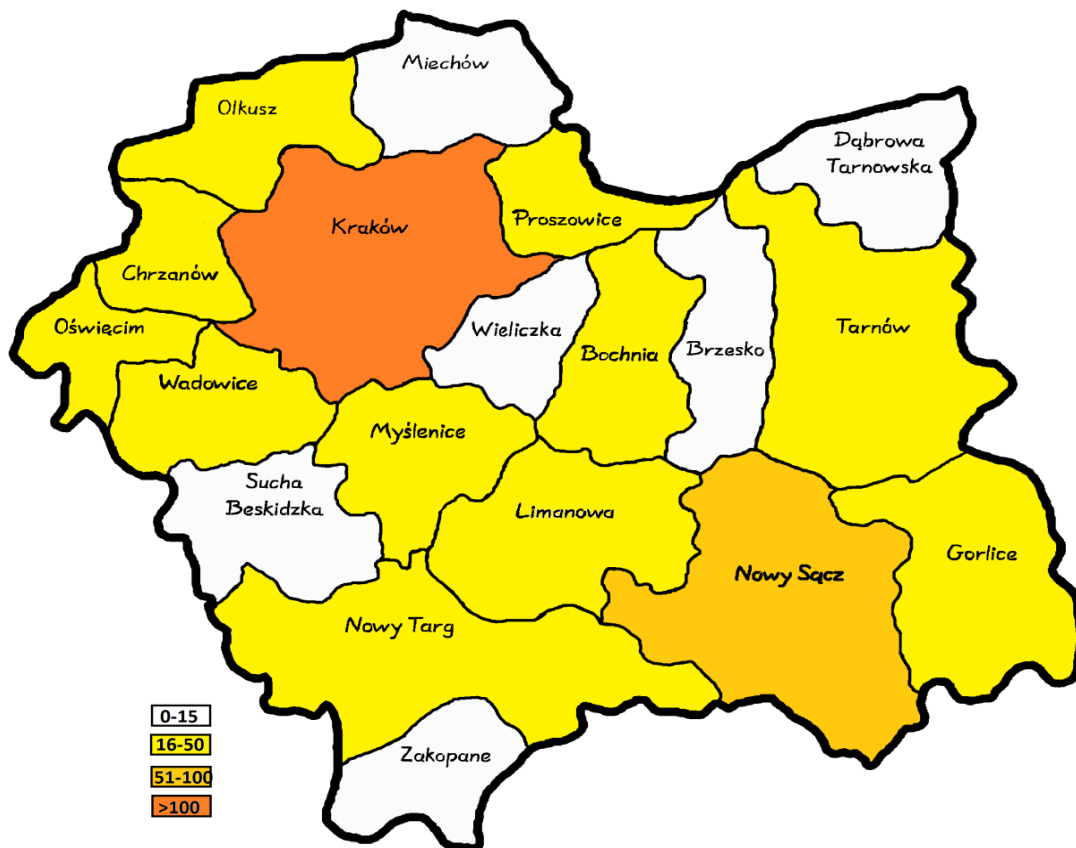 Miechów
Olkusz
Dąbrowa
Tarnowska
Proszowice
Kraków
Chrzanów
Oświęcim
Wieliczka
Bochnia
Brzesko
Tarnów
Wadowice
Myślenice
Sucha
Beskidzka
Limanowa
Gorlice
Nowy Sącz
Nowy Targ
Zakopane
0-15
16-50
51-100
>100